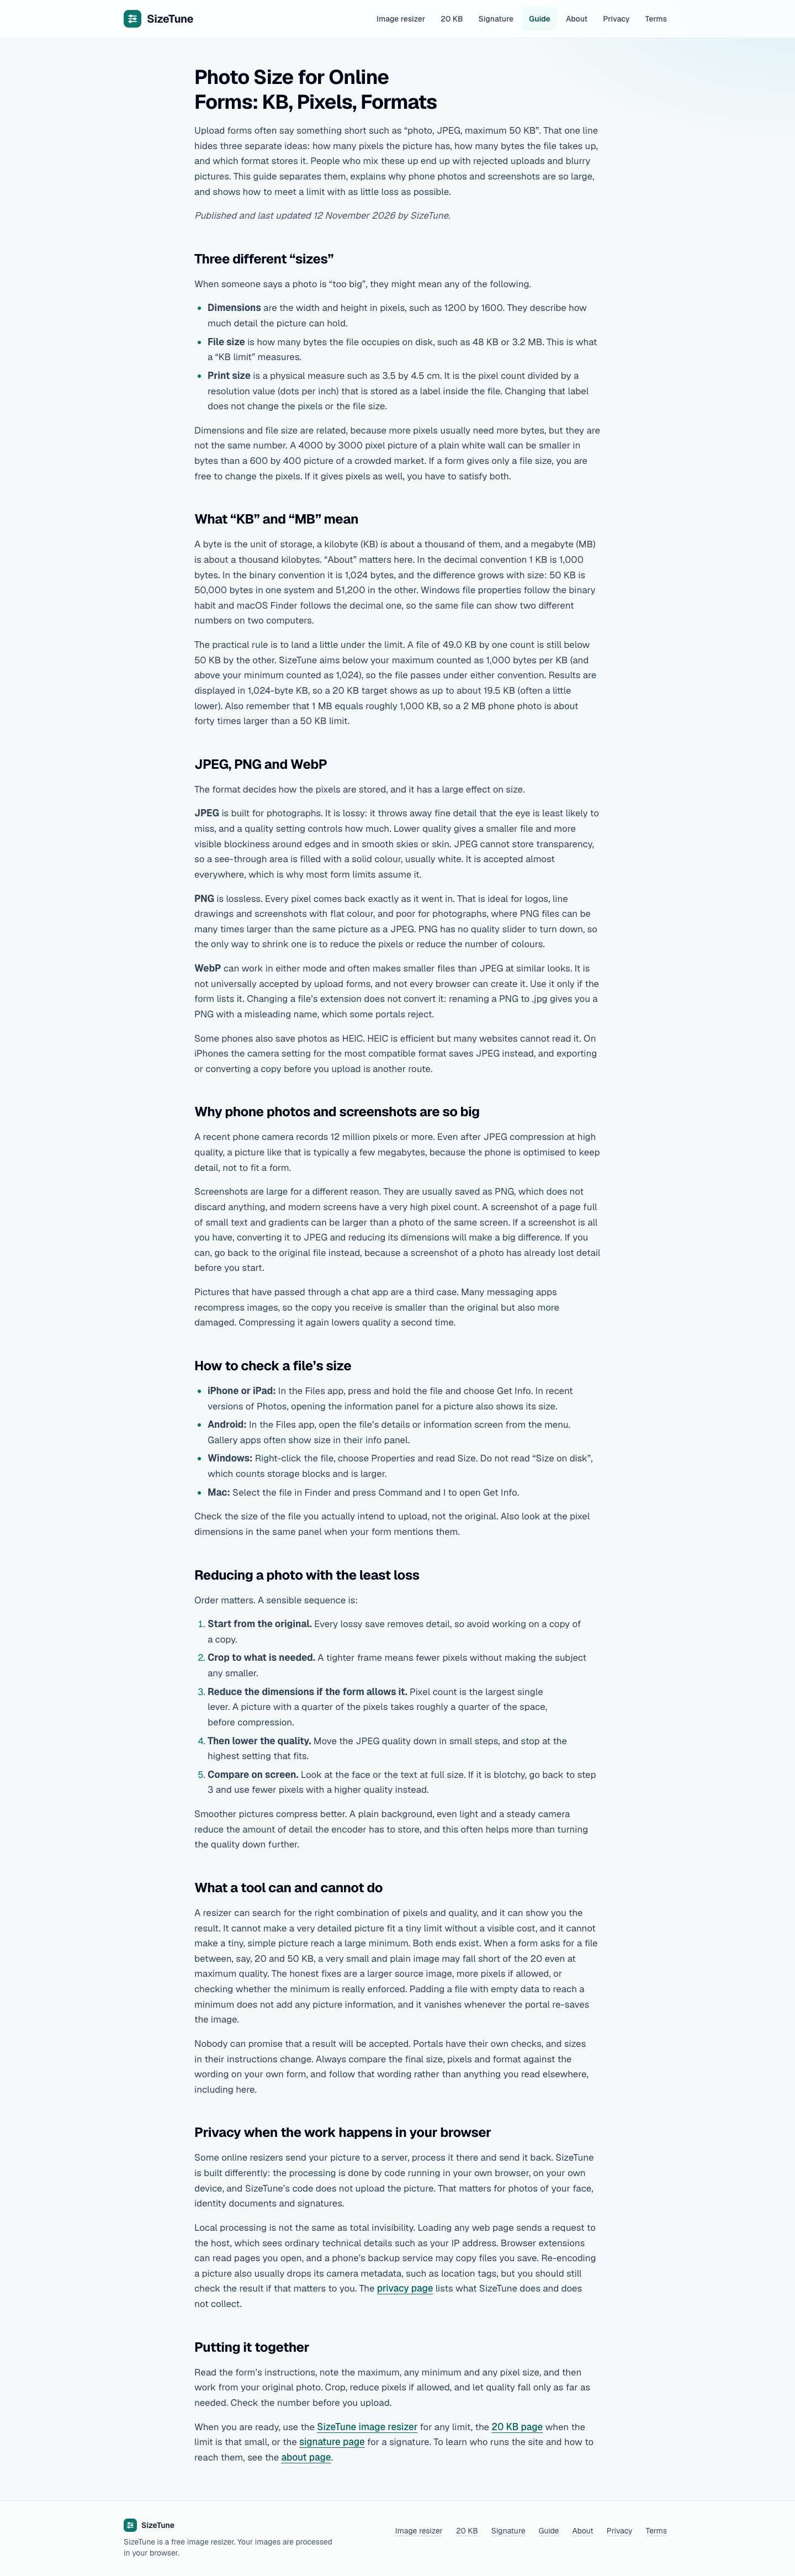 SizeTune
Image resizer 20 KB Signature Guide About Privacy Terms
Photo Size for Online
Forms: KB, Pixels, Formats
Upload forms often say something short such as “photo, JPEG, maximum 50 KB”. That one line
hides three separate ideas: how many pixels the picture has, how many bytes the file takes up,
and which format stores it. People who mix these up end up with rejected uploads and blurry
pictures. This guide separates them, explains why phone photos and screenshots are so large,
and shows how to meet a limit with as little loss as possible.
Published and last updated 12 November 2026 by SizeTune.
Three different “sizes”
When someone says a photo is “too big”, they might mean any of the following.
• Dimensions are the width and height in pixels, such as 1200 by 1600. They describe how
much detail the picture can hold.
• File size is how many bytes the file occupies on disk, such as 48 KB or 3.2 MB. This is what
a “KB limit” measures.
• Print size is a physical measure such as 3.5 by 4.5 cm. It is the pixel count divided by a
resolution value (dots per inch) that is stored as a label inside the file. Changing that label
does not change the pixels or the file size.
Dimensions and file size are related, because more pixels usually need more bytes, but they are
not the same number. A 4000 by 3000 pixel picture of a plain white wall can be smaller in
bytes than a 600 by 400 picture of a crowded market. If a form gives only a file size, you are
free to change the pixels. If it gives pixels as well, you have to satisfy both.
What “KB” and “MB” mean
A byte is the unit of storage, a kilobyte (KB) is about a thousand of them, and a megabyte (MB)
is about a thousand kilobytes. “About” matters here. In the decimal convention 1 KB is 1,000
bytes. In the binary convention it is 1,024 bytes, and the difference grows with size: 50 KB is
50,000 bytes in one system and 51,200 in the other. Windows file properties follow the binary
habit and macOS Finder follows the decimal one, so the same file can show two different
numbers on two computers.
The practical rule is to land a little under the limit. A file of 49.0 KB by one count is still below
50 KB by the other. SizeTune aims below your maximum counted as 1,000 bytes per KB (and
above your minimum counted as 1,024), so the file passes under either convention. Results are
displayed in 1,024-byte KB, so a 20 KB target shows as up to about 19.5 KB (often a little
lower). Also remember that 1 MB equals roughly 1,000 KB, so a 2 MB phone photo is about
forty times larger than a 50 KB limit.
JPEG, PNG and WebP
The format decides how the pixels are stored, and it has a large effect on size.
JPEG is built for photographs. It is lossy: it throws away fine detail that the eye is least likely to
miss, and a quality setting controls how much. Lower quality gives a smaller file and more
visible blockiness around edges and in smooth skies or skin. JPEG cannot store transparency,
so a see-through area is filled with a solid colour, usually white. It is accepted almost
everywhere, which is why most form limits assume it.
PNG is lossless. Every pixel comes back exactly as it went in. That is ideal for logos, line
drawings and screenshots with flat colour, and poor for photographs, where PNG files can be
many times larger than the same picture as a JPEG. PNG has no quality slider to turn down, so
the only way to shrink one is to reduce the pixels or reduce the number of colours.
WebP can work in either mode and often makes smaller files than JPEG at similar looks. It is
not universally accepted by upload forms, and not every browser can create it. Use it only if the
form lists it. Changing a file’s extension does not convert it: renaming a PNG to .jpg gives you a
PNG with a misleading name, which some portals reject.
Some phones also save photos as HEIC. HEIC is efficient but many websites cannot read it. On
iPhones the camera setting for the most compatible format saves JPEG instead, and exporting
or converting a copy before you upload is another route.
Why phone photos and screenshots are so big
A recent phone camera records 12 million pixels or more. Even after JPEG compression at high
quality, a picture like that is typically a few megabytes, because the phone is optimised to keep
detail, not to fit a form.
Screenshots are large for a different reason. They are usually saved as PNG, which does not
discard anything, and modern screens have a very high pixel count. A screenshot of a page full
of small text and gradients can be larger than a photo of the same screen. If a screenshot is all
you have, converting it to JPEG and reducing its dimensions will make a big difference. If you
can, go back to the original file instead, because a screenshot of a photo has already lost detail
before you start.
Pictures that have passed through a chat app are a third case. Many messaging apps
recompress images, so the copy you receive is smaller than the original but also more
damaged. Compressing it again lowers quality a second time.
How to check a file’s size
• iPhone or iPad: In the Files app, press and hold the file and choose Get Info. In recent
versions of Photos, opening the information panel for a picture also shows its size.
• Android: In the Files app, open the file’s details or information screen from the menu.
Gallery apps often show size in their info panel.
• Windows: Right-click the file, choose Properties and read Size. Do not read “Size on disk”,
which counts storage blocks and is larger.
• Mac: Select the file in Finder and press Command and I to open Get Info.
Check the size of the file you actually intend to upload, not the original. Also look at the pixel
dimensions in the same panel when your form mentions them.
Reducing a photo with the least loss
Order matters. A sensible sequence is:
1. Start from the original. Every lossy save removes detail, so avoid working on a copy of
a copy.
2. Crop to what is needed. A tighter frame means fewer pixels without making the subject
any smaller.
3. Reduce the dimensions if the form allows it. Pixel count is the largest single
lever. A picture with a quarter of the pixels takes roughly a quarter of the space,
before compression.
4. Then lower the quality. Move the JPEG quality down in small steps, and stop at the
highest setting that fits.
5. Compare on screen. Look at the face or the text at full size. If it is blotchy, go back to step
3 and use fewer pixels with a higher quality instead.
Smoother pictures compress better. A plain background, even light and a steady camera
reduce the amount of detail the encoder has to store, and this often helps more than turning
the quality down further.
What a tool can and cannot do
A resizer can search for the right combination of pixels and quality, and it can show you the
result. It cannot make a very detailed picture fit a tiny limit without a visible cost, and it cannot
make a tiny, simple picture reach a large minimum. Both ends exist. When a form asks for a file
between, say, 20 and 50 KB, a very small and plain image may fall short of the 20 even at
maximum quality. The honest fixes are a larger source image, more pixels if allowed, or
checking whether the minimum is really enforced. Padding a file with empty data to reach a
minimum does not add any picture information, and it vanishes whenever the portal re-saves
the image.
Nobody can promise that a result will be accepted. Portals have their own checks, and sizes
in their instructions change. Always compare the final size, pixels and format against the
wording on your own form, and follow that wording rather than anything you read elsewhere,
including here.
Privacy when the work happens in your browser
Some online resizers send your picture to a server, process it there and send it back. SizeTune
is built differently: the processing is done by code running in your own browser, on your own
device, and SizeTune’s code does not upload the picture. That matters for photos of your face,
identity documents and signatures.
Local processing is not the same as total invisibility. Loading any web page sends a request to
the host, which sees ordinary technical details such as your IP address. Browser extensions
can read pages you open, and a phone’s backup service may copy files you save. Re-encoding
a picture also usually drops its camera metadata, such as location tags, but you should still
check the result if that matters to you. The privacy page lists what SizeTune does and does
not collect.
Putting it together
Read the form’s instructions, note the maximum, any minimum and any pixel size, and then
work from your original photo. Crop, reduce pixels if allowed, and let quality fall only as far as
needed. Check the number before you upload.
When you are ready, use the SizeTune image resizer for any limit, the 20 KB page when the
limit is that small, or the signature page for a signature. To learn who runs the site and how to
reach them, see the about page.
SizeTune
SizeTune is a free image resizer. Your images are processed
in your browser.
Image resizer 20 KB Signature Guide About Privacy Terms